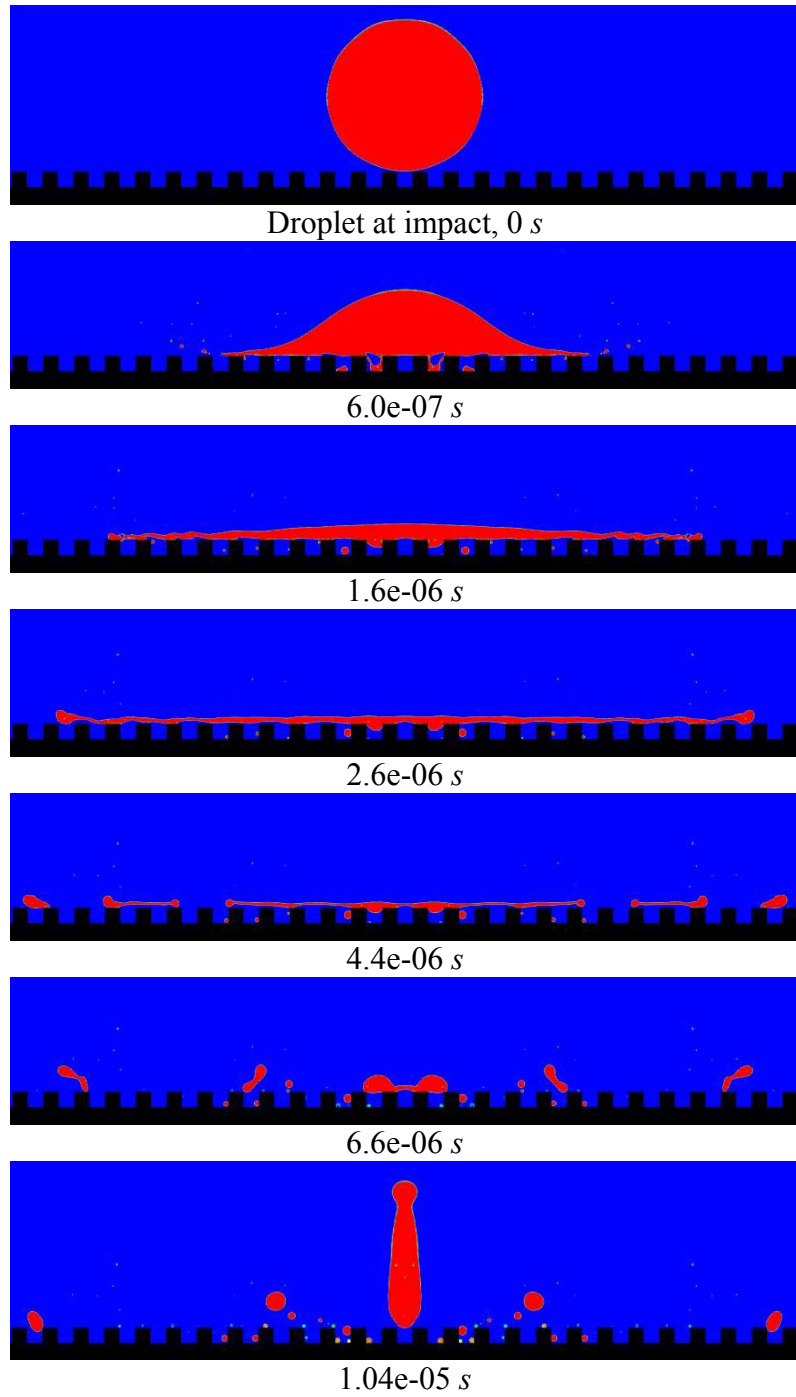 Droplet at impact, 0 s
6.0e-07 s
1.6e-06 s
2.6e-06 s
4.4e-06 s
6.6e-06 s
1.04e-05 s